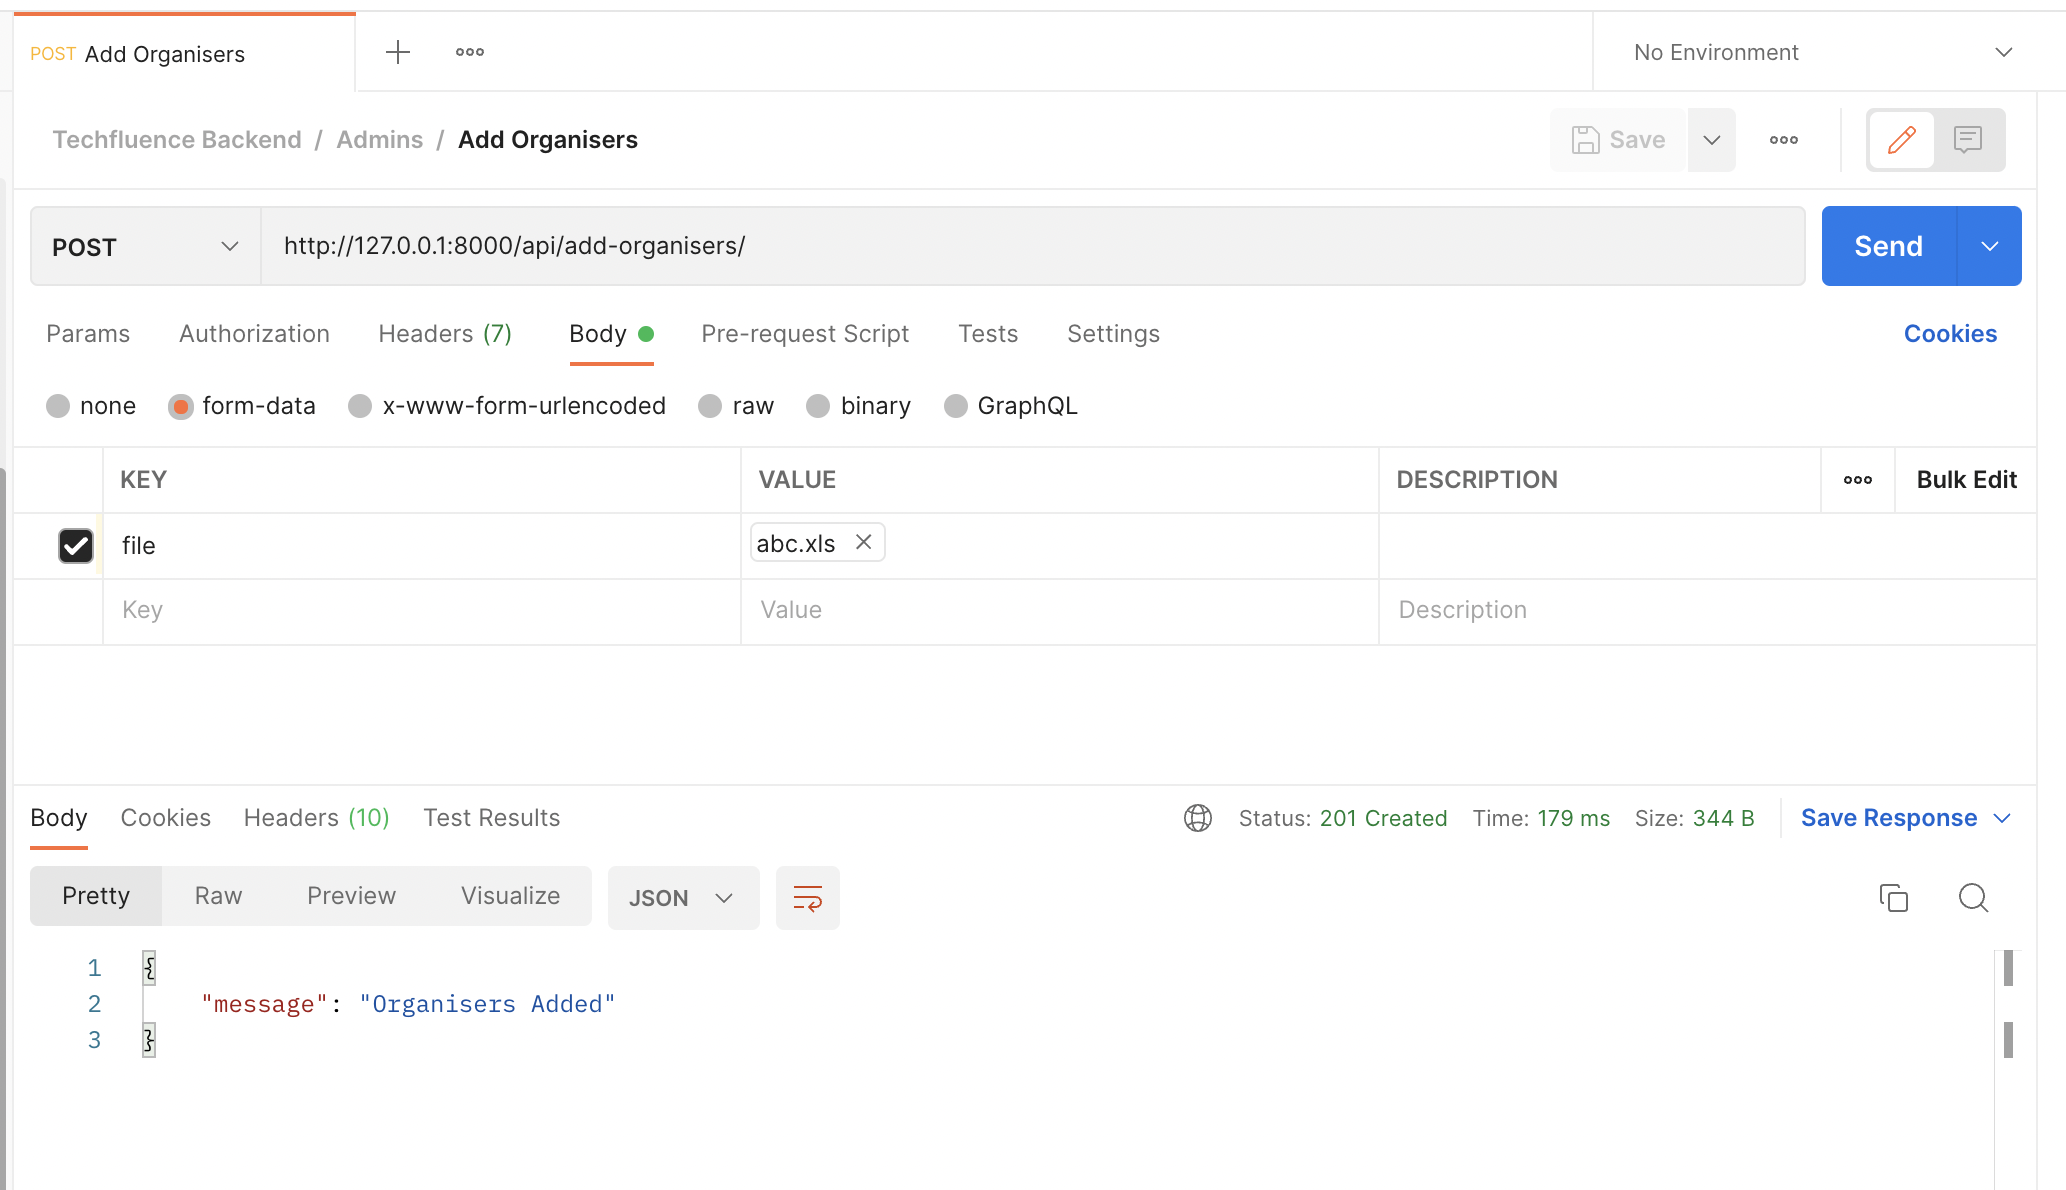 POST Add Organisers
No Environment
Techfluence Backend / Admins / Add Organisers
Save
POST http://127.0.0.1:8000/api/add-organisers/ Send
Params Authorization Headers (7) Body Pre-request Script Tests Settings Cookies
none form-data x-www-form-urlencoded raw binary GraphQL
KEY VALUE DESCRIPTION Bulk Edit
file abc.xls
Key Value Description
Body Cookies Headers (10) Test Results Status: 201 Created Time: 179 ms Size: 344 B Save Response
Pretty Raw Preview Visualize JSON
1 {
2 "message": "Organisers Added"
3 }